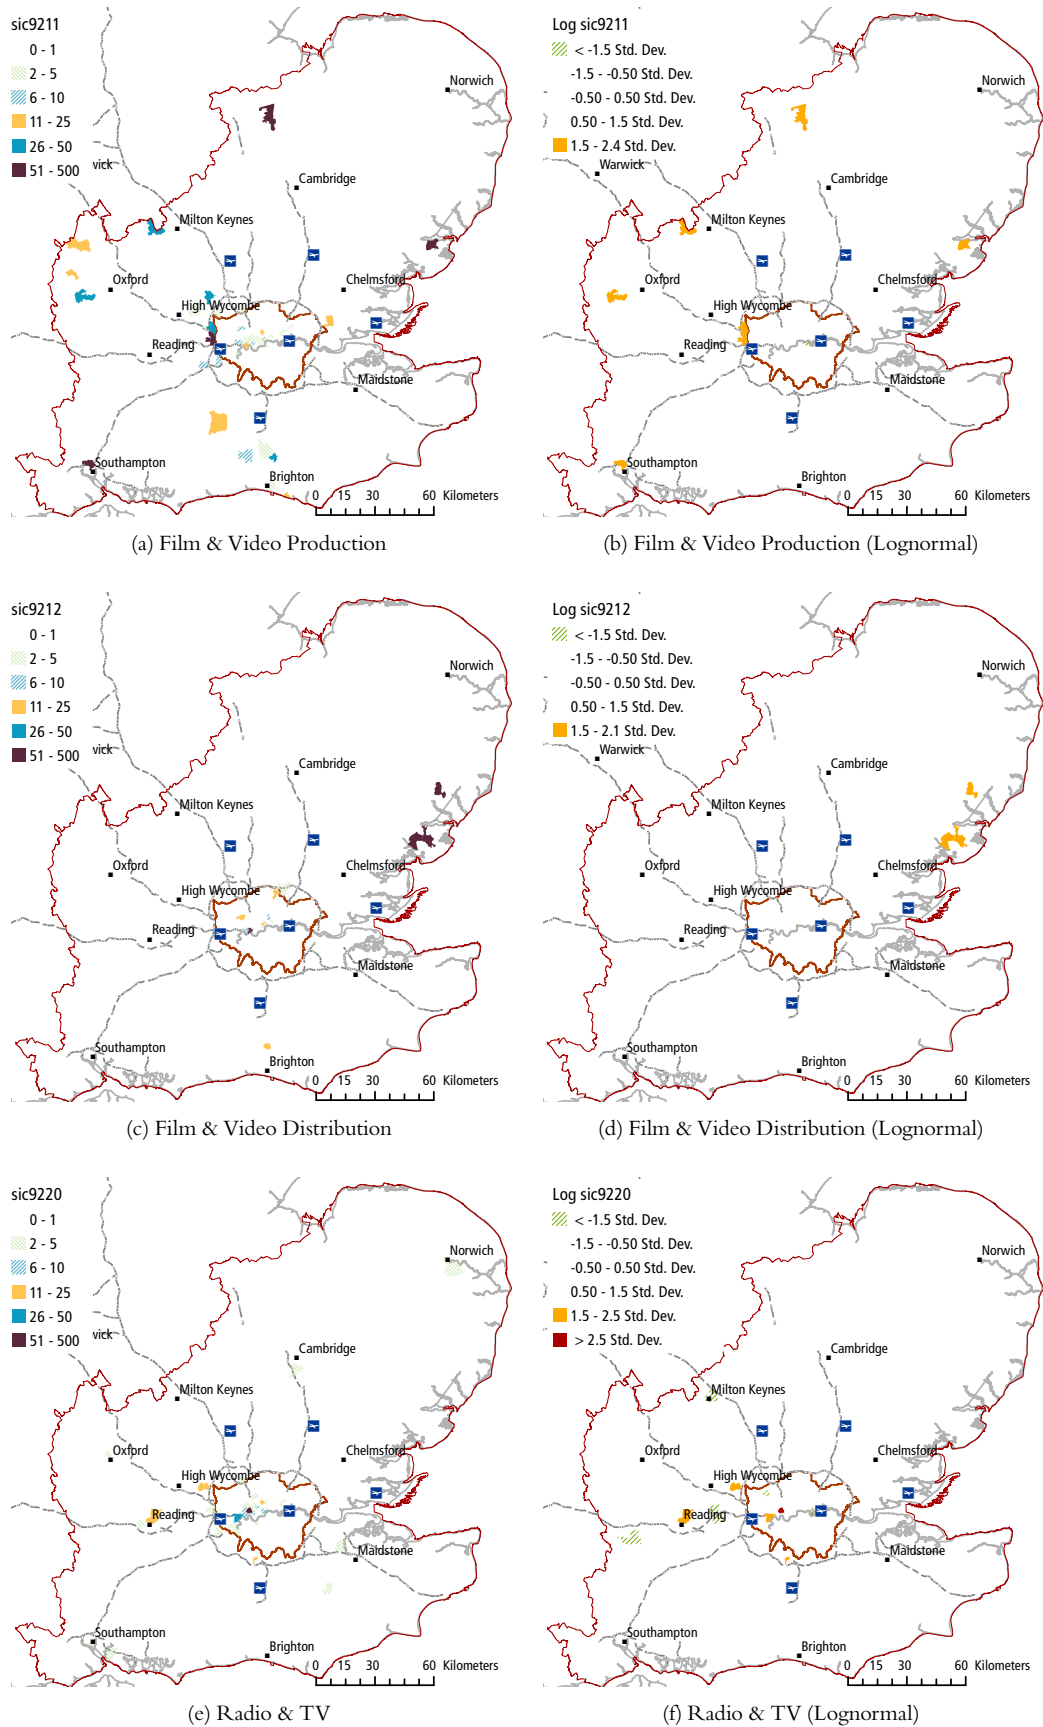 sic9211
0 - 1
2 - 5
6 - 10
11 - 25
26 - 50
51 - 500
wick
Norwich
Cambridge
Milton Keynes
Oxford
Chelmsford
High Wycombe
Reading
Maidstone
Southampton
Brighton
0 15 30 60 Kilometers
(a) Film & Video Production
Log sic9211
< -1.5 Std. Dev.
-1.5 - -0.50 Std. Dev.
-0.50 - 0.50 Std. Dev.
0.50 - 1.5 Std. Dev.
1.5 - 2.4 Std. Dev.
Warwick
Norwich
Cambridge
Milton Keynes
Oxford
Chelmsford
High Wycombe
Reading
Maidstone
Southampton
Brighton
0 15 30 60 Kilometers
(b) Film & Video Production (Lognormal)
sic9212
0 - 1
2 - 5
6 - 10
11 - 25
26 - 50
51 - 500
wick
Norwich
Cambridge
Milton Keynes
Oxford
Chelmsford
High Wycombe
Reading
Maidstone
Southampton
Brighton
0 15 30 60 Kilometers
(c) Film & Video Distribution
Log sic9212
< -1.5 Std. Dev.
-1.5 - -0.50 Std. Dev.
-0.50 - 0.50 Std. Dev.
0.50 - 1.5 Std. Dev.
1.5 - 2.1 Std. Dev.
Warwick
Norwich
Cambridge
Milton Keynes
Oxford
Chelmsford
High Wycombe
Reading
Maidstone
Southampton
Brighton
0 15 30 60 Kilometers
(d) Film & Video Distribution (Lognormal)
sic9220
0 - 1
2 - 5
6 - 10
11 - 25
26 - 50
51 - 500
wick
Norwich
Cambridge
Milton Keynes
Oxford
Chelmsford
High Wycombe
Reading
Maidstone
Southampton
Brighton
0 15 30 60 Kilometers
(e) Radio & TV
Log sic9220
< -1.5 Std. Dev.
-1.5 - -0.50 Std. Dev.
-0.50 - 0.50 Std. Dev.
0.50 - 1.5 Std. Dev.
1.5 - 2.5 Std. Dev.
> 2.5 Std. Dev.
Norwich
Cambridge
Milton Keynes
Oxford
Chelmsford
High Wycombe
Reading
Maidstone
Southampton
Brighton
0 15 30 60 Kilometers
(f) Radio & TV (Lognormal)